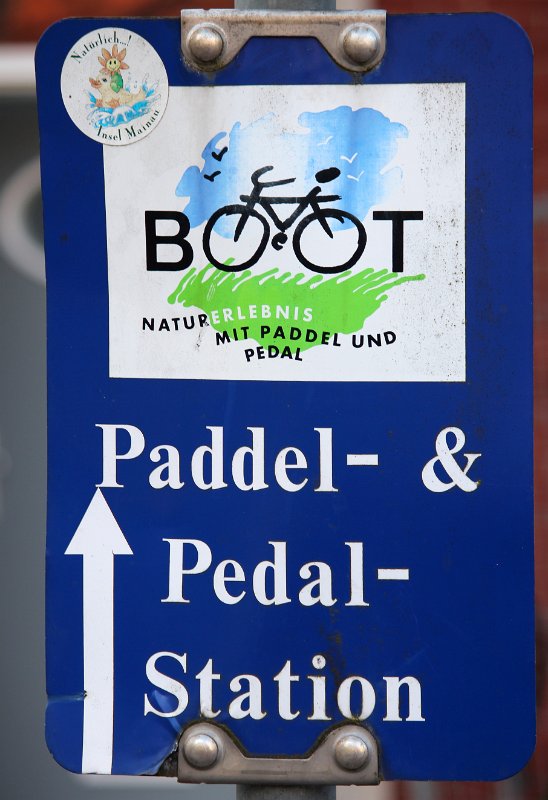 Natürlich...!
Insel Mainau
BOOT
NATURERLEBNIS
MIT PADDEL UND
PEDAL
Paddel- &
Pedal-
Station